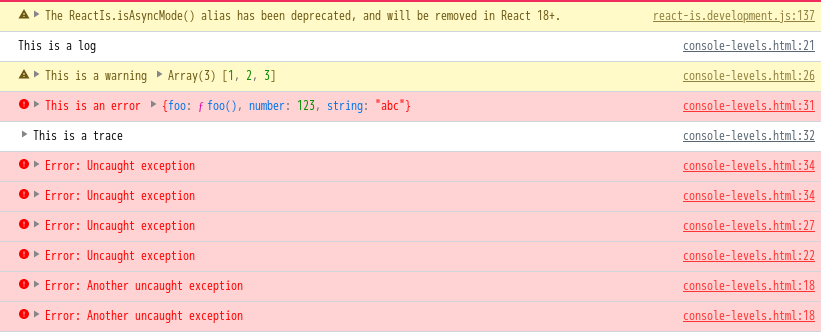 The ReactIs.isAsyncMode() alias has been deprecated, and will be removed in React 18+. react-is.development.js:137
This is a log console-levels.html:21
This is a warning Array(3) [1, 2, 3] console-levels.html:26
This is an error {foo: ƒ foo(), number: 123, string: "abc"} console-levels.html:31
This is a trace console-levels.html:32
Error: Uncaught exception console-levels.html:34
Error: Uncaught exception console-levels.html:34
Error: Uncaught exception console-levels.html:27
Error: Uncaught exception console-levels.html:22
Error: Another uncaught exception console-levels.html:18
Error: Another uncaught exception console-levels.html:18